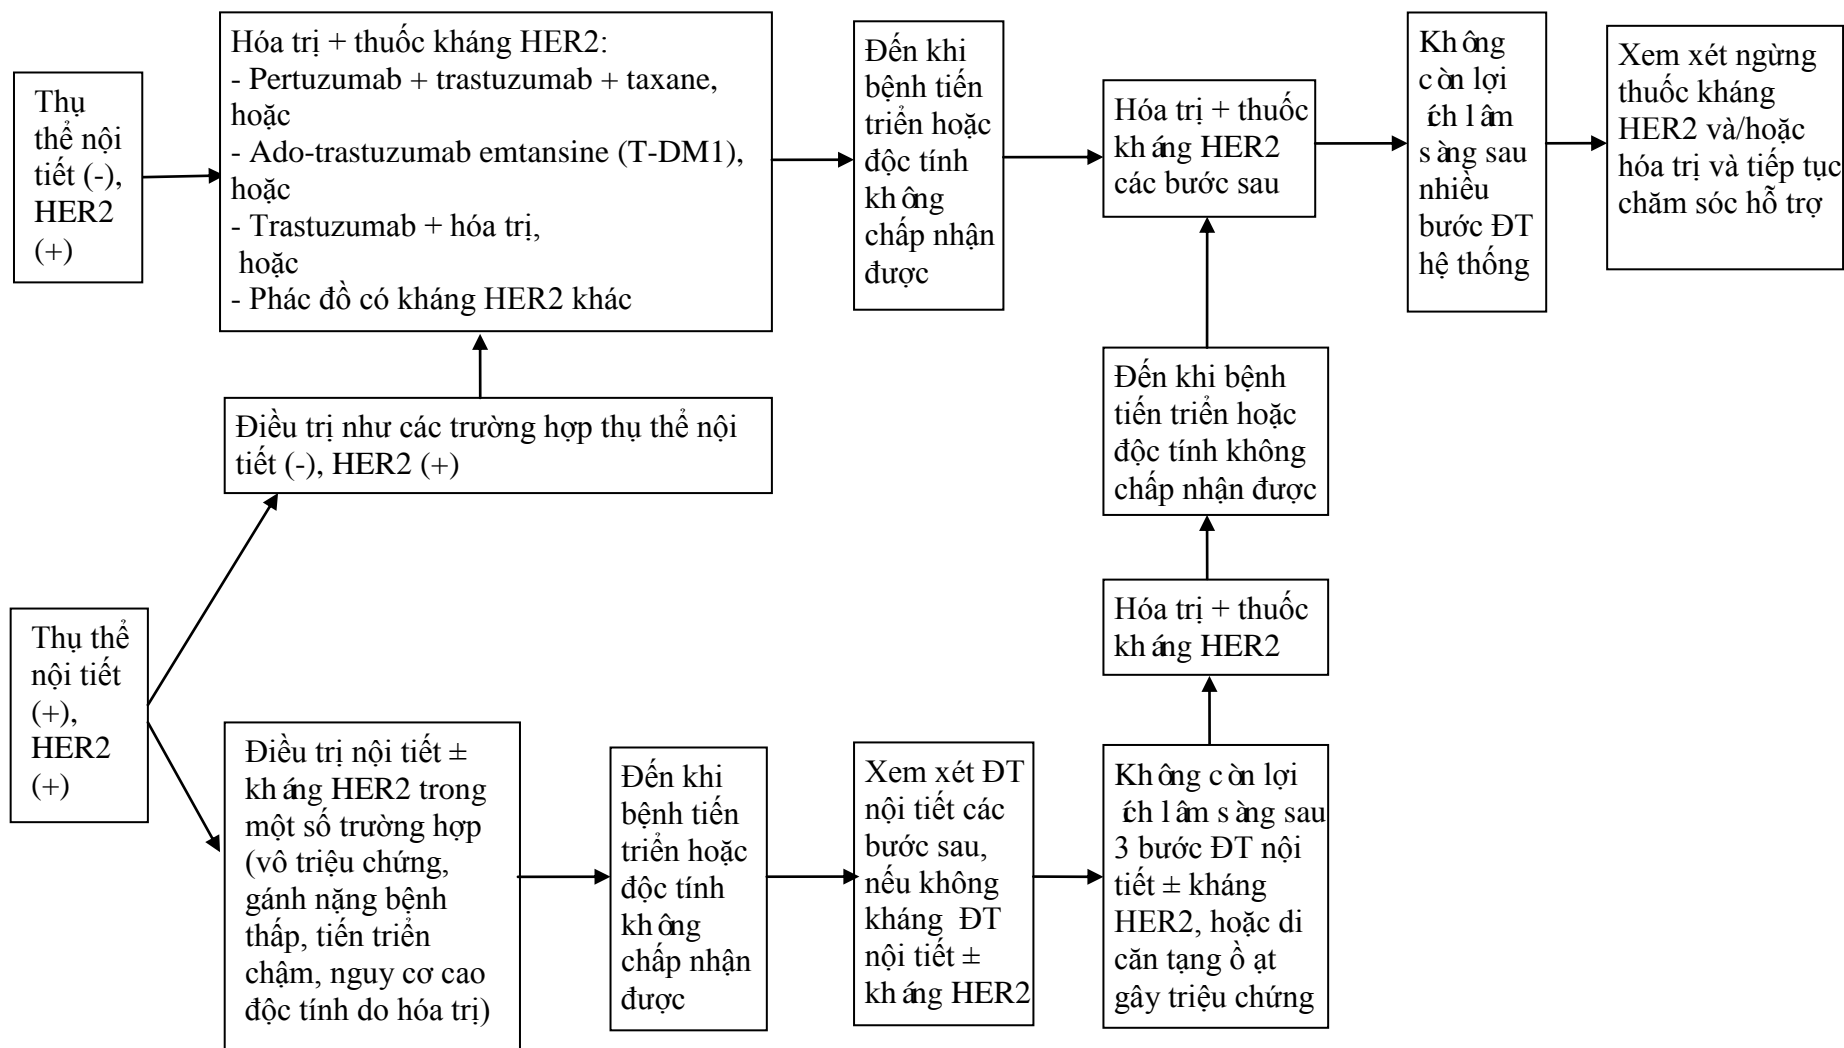 Thụ
thể nội
tiết (-),
HER2
(+)
Hóa trị + thuốc kháng HER2:
- Pertuzumab + trastuzumab + taxane,
hoặc
- Ado-trastuzumab emtansine (T-DM1),
hoặc
- Trastuzumab + hóa trị,
hoặc
- Phác đồ có kháng HER2 khác
Đến khi
bệnh tiến
triển hoặc
độc tính
không
chấp nhận
được
Hóa trị + thuốc
kháng HER2
các bước sau
Không
còn lợi
ích lâm
sàng sau
nhiều
bước ĐT
hệ thống
Xem xét ngừng
thuốc kháng
HER2 và/hoặc
hóa trị và tiếp tục
chăm sóc hỗ trợ
Điều trị như các trường hợp thụ thể nội
tiết (-), HER2 (+)
Đến khi bệnh
tiến triển hoặc
độc tính không
chấp nhận được
Hóa trị + thuốc
kháng HER2
Thụ thể
nội tiết
(+),
HER2
(+)
Điều trị nội tiết ±
kháng HER2 trong
một số trường hợp
(vô triệu chứng,
gánh nặng bệnh
thấp, tiến triển
chậm, nguy cơ cao
độc tính do hóa trị)
Đến khi
bệnh tiến
triển hoặc
độc tính
không
chấp nhận
được
Xem xét ĐT
nội tiết các
bước sau,
nếu không
kháng ĐT
nội tiết ±
kháng HER2
Không còn lợi
ích lâm sàng sau
3 bước ĐT nội
tiết ± kháng
HER2, hoặc di
căn tạng ồ ạt
gây triệu chứng